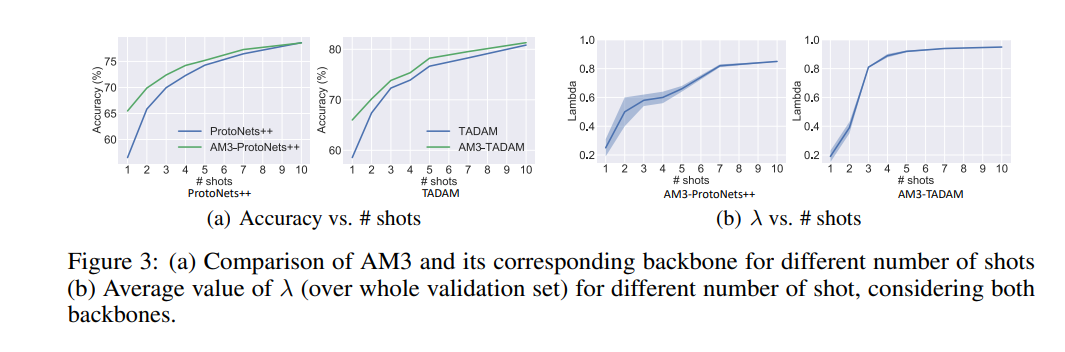 Accuracy (%)
75
70
65
60
ProtoNets++
AM3-ProtoNets++
1 2 3 4 5 6 7 8 9 10
# shots
ProtoNets++
Accuracy (%)
80
70
60
TADAM
AM3-TADAM
1 2 3 4 5 6 7 8 9 10
# shots
TADAM
(a) Accuracy vs. # shots
Lambda
1.0
0.8
0.6
0.4
0.2
1 2 3 4 5 6 7 8 9 10
# shots
AM3-ProtoNets++
Lambda
1.0
0.8
0.6
0.4
0.2
1 2 3 4 5 6 7 8 9 10
# shots
AM3-TADAM
(b) λ vs. # shots
Figure 3: (a) Comparison of AM3 and its corresponding backbone for different number of shots
(b) Average value of λ (over whole validation set) for different number of shot, considering both
backbones.